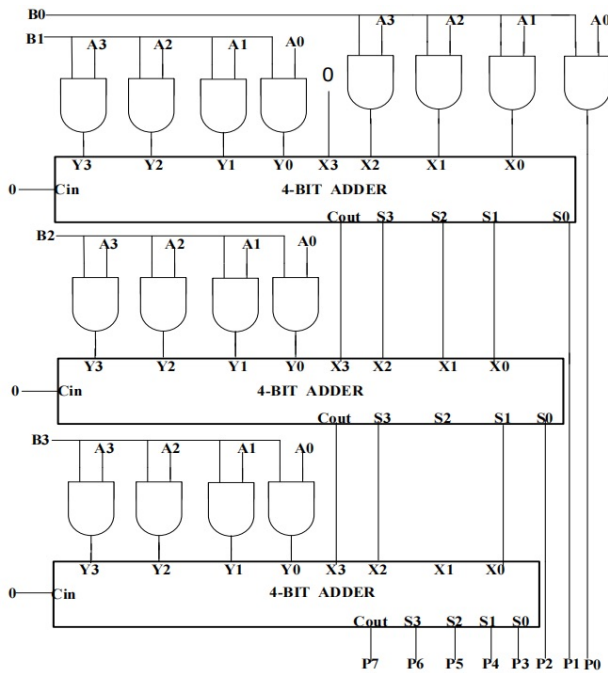 B0 A3 A2 A1 A0
B1 A3 A2 A1 A0
0
Y3 Y2 Y1 Y0 X3 X2 X1 X0
0 Cin 4-BIT ADDER
Cout S3 S2 S1 S0
B2 A3 A2 A1 A0
Y3 Y2 Y1 Y0 X3 X2 X1 X0
0 Cin 4-BIT ADDER
Cout S3 S2 S1 S0
B3 A3 A2 A1 A0
Y3 Y2 Y1 Y0 X3 X2 X1 X0
0 Cin 4-BIT ADDER
Cout S3 S2 S1 S0
P7 P6 P5 P4 P3 P2 P1 P0